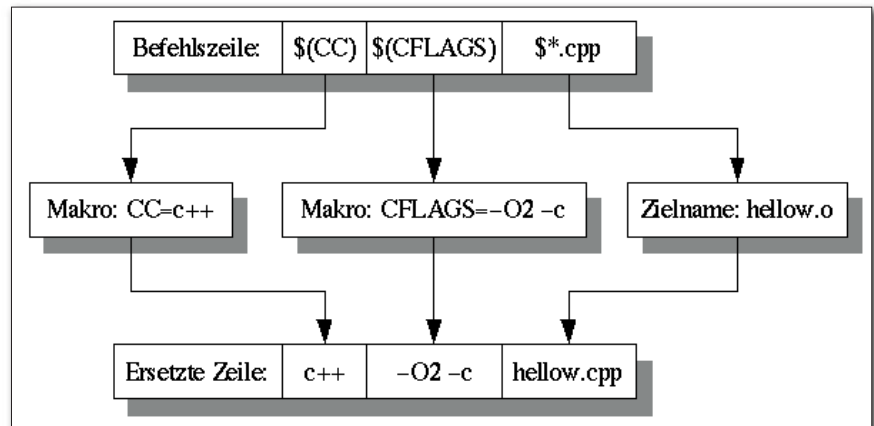 Befehlszeile: $(CC) $(CFLAGS) $*.cpp
Makro: CC=c++ Makro: CFLAGS=−O2 −c Zielname: hellow.o
Ersetzte Zeile: c++ −O2 −c hellow.cpp